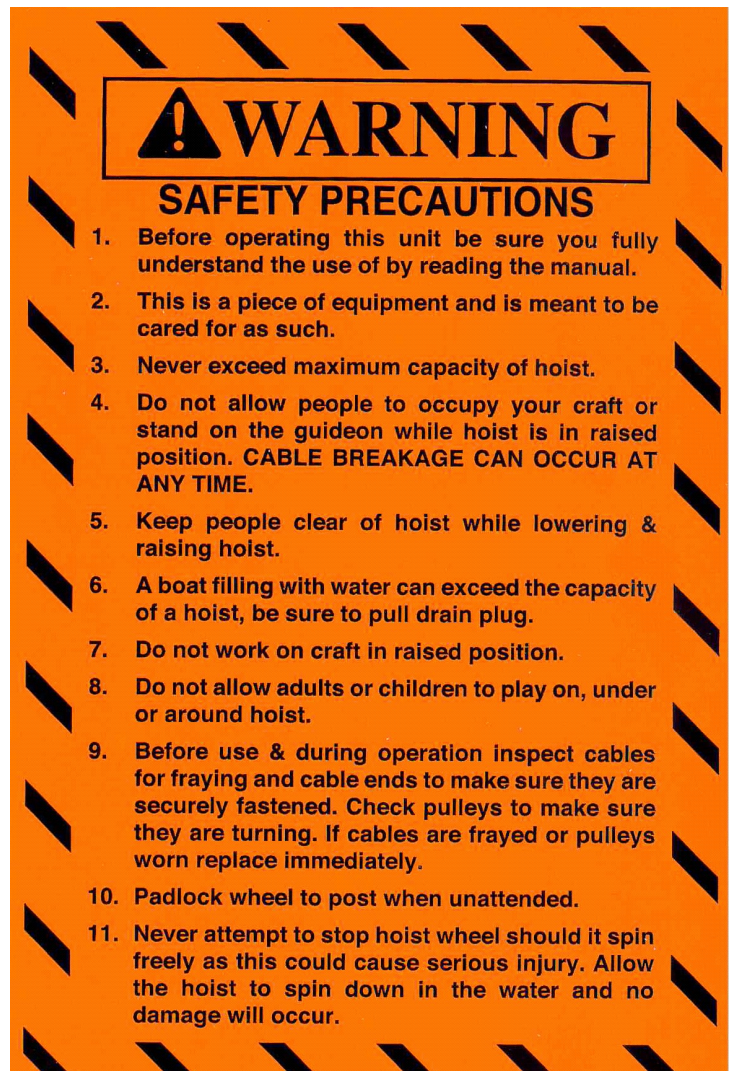 WARNING
SAFETY PRECAUTIONS
1. Before operating this unit be sure you fully
understand the use of by reading the manual.
2. This is a piece of equipment and is meant to be
cared for as such.
3. Never exceed maximum capacity of hoist.
4. Do not allow people to occupy your craft or
stand on the guideon while hoist is in raised
position. CABLE BREAKAGE CAN OCCUR AT
ANY TIME.
5. Keep people clear of hoist while lowering &
raising hoist.
6. A boat filling with water can exceed the capacity
of a hoist, be sure to pull drain plug.
7. Do not work on craft in raised position.
8. Do not allow adults or children to play on, under
or around hoist.
9. Before use & during operation inspect cables
for fraying and cable ends to make sure they are
securely fastened. Check pulleys to make sure
they are turning. If cables are frayed or pulleys
worn replace immediately.
10. Padlock wheel to post when unattended.
11. Never attempt to stop hoist wheel should it spin
freely as this could cause serious injury. Allow
the hoist to spin down in the water and no
damage will occur.